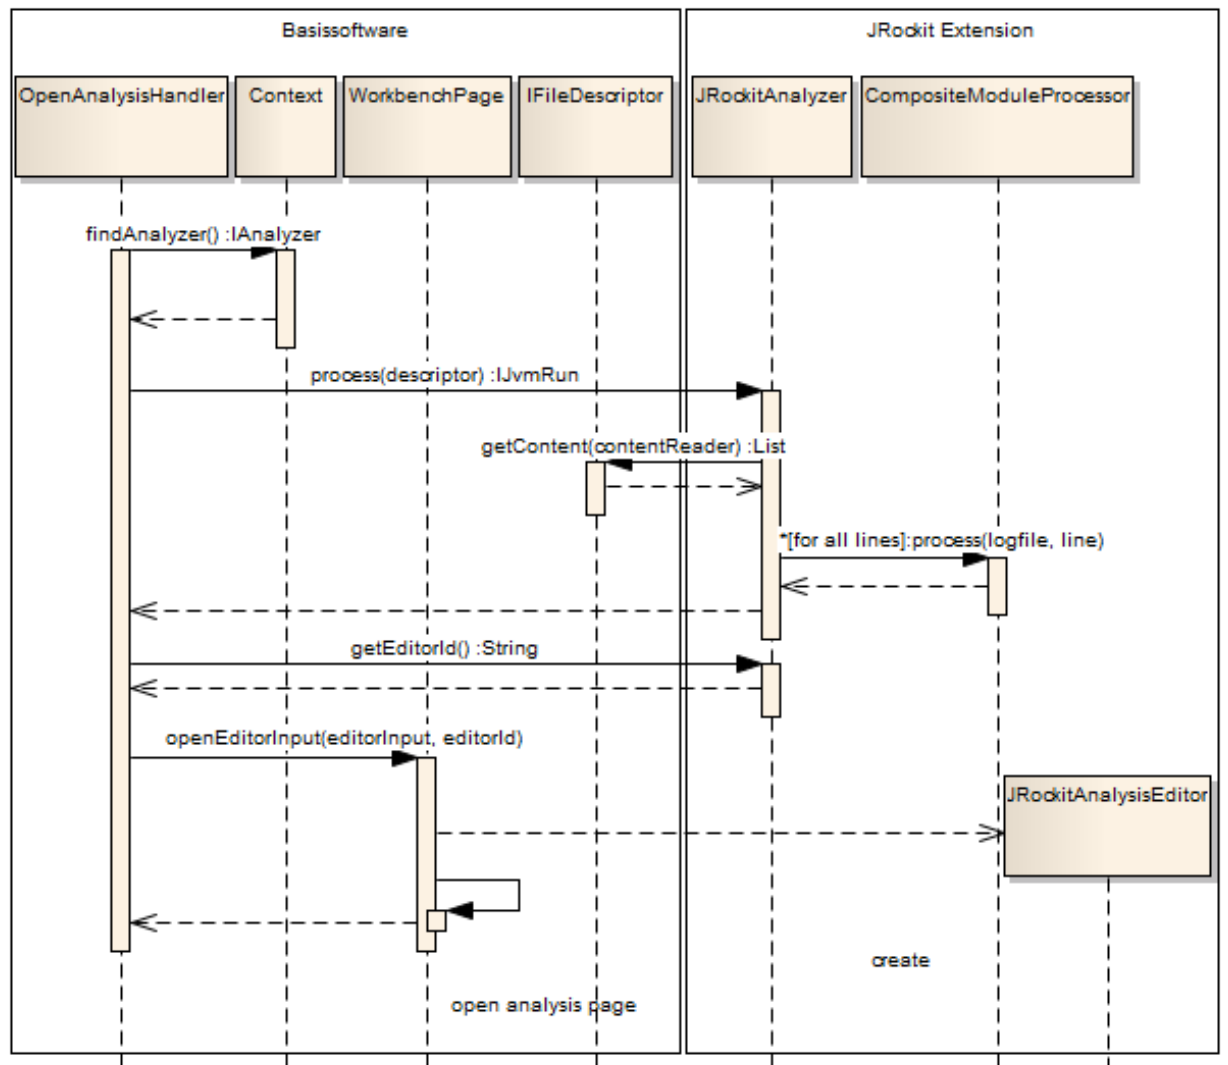 Basissoftware
JRockit Extension
OpenAnalysisHandler
Context
WorkbenchPage
IFileDescriptor
JRockitAnalyzer
CompositeModuleProcessor
findAnalyzer() :IAnalyzer
process(descriptor) :IJvmRun
getContent(contentReader) :List
*[for all lines]:process(logfile, line)
getEditorId() :String
openEditorInput(editorInput, editorId)
JRockitAnalysisEditor
create
open analysis page